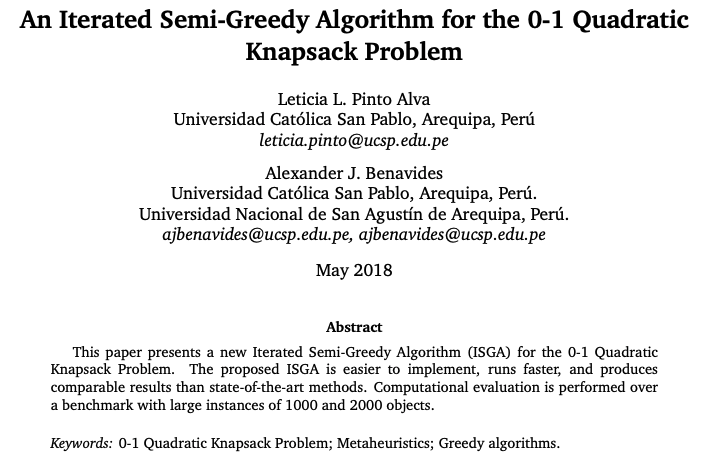 An Iterated Semi-Greedy Algorithm for the 0-1 Quadratic
Knapsack Problem
Leticia L. Pinto Alva
Universidad Católica San Pablo, Arequipa, Perú
leticia.pinto@ucsp.edu.pe
Alexander J. Benavides
Universidad Católica San Pablo, Arequipa, Perú.
Universidad Nacional de San Agustín de Arequipa, Perú.
ajbenavides@ucsp.edu.pe, ajbenavides@ucsp.edu.pe
May 2018
Abstract
This paper presents a new Iterated Semi-Greedy Algorithm (ISGA) for the 0-1 Quadratic
Knapsack Problem. The proposed ISGA is easier to implement, runs faster, and produces
comparable results than state-of-the-art methods. Computational evaluation is performed over
a benchmark with large instances of 1000 and 2000 objects.
Keywords: 0-1 Quadratic Knapsack Problem; Metaheuristics; Greedy algorithms.